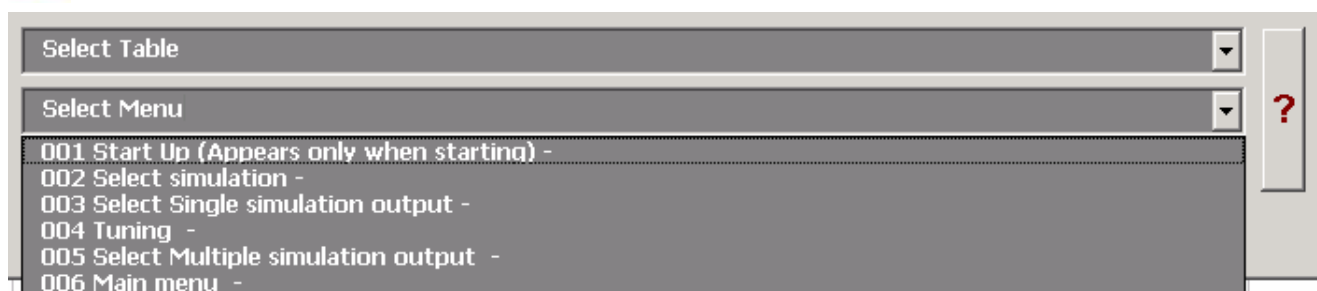 Select Table
Select Menu
?
001 Start Up (Appears only when starting) -
002 Select simulation -
003 Select Single simulation output -
004 Tuning -
005 Select Multiple simulation output -
006 Main menu -